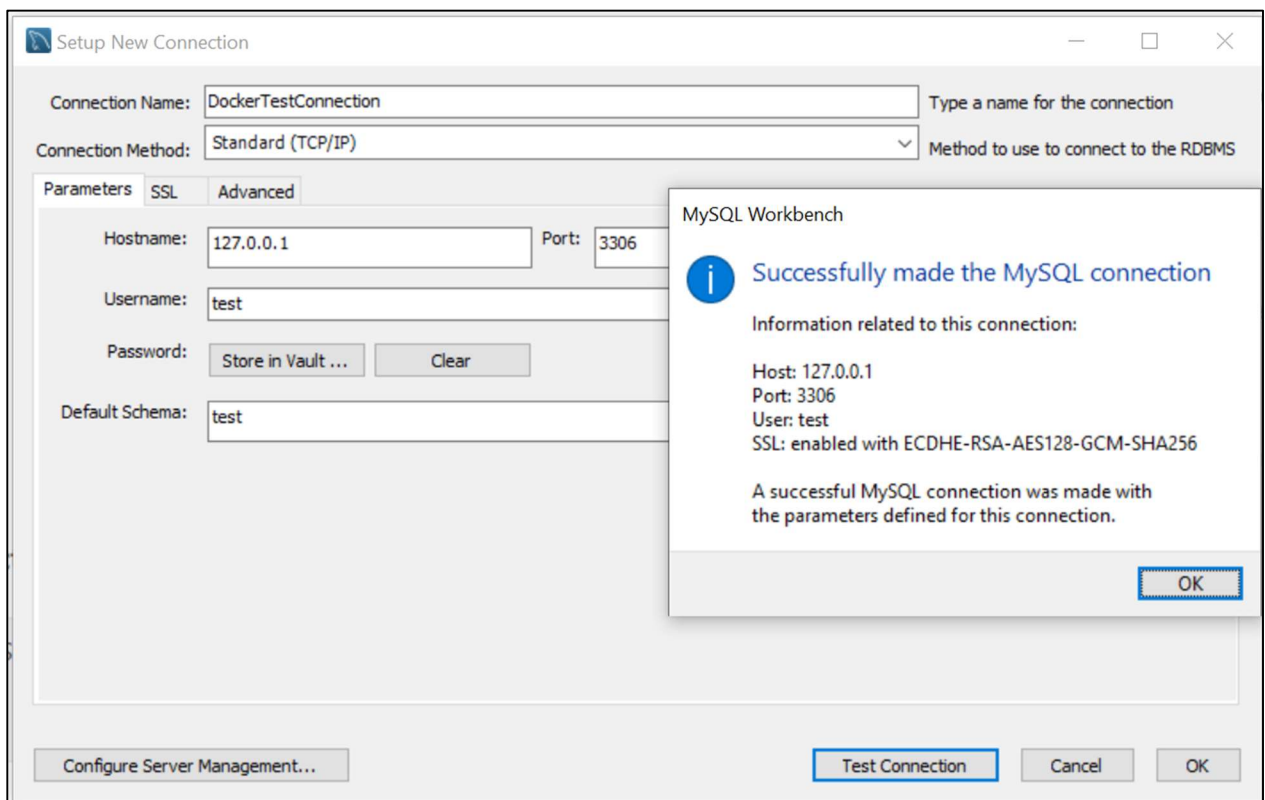 Setup New Connection
Connection Name: DockerTestConnection Type a name for the connection
Connection Method: Standard (TCP/IP) Method to use to connect to the RDBMS
Parameters SSL Advanced
Hostname: 127.0.0.1 Port: 3306
Username: test
Password: Store in Vault ... Clear
Default Schema: test
MySQL Workbench
Successfully made the MySQL connection
Information related to this connection:
Host: 127.0.0.1
Port: 3306
User: test
SSL: enabled with ECDHE-RSA-AES128-GCM-SHA256
A successful MySQL connection was made with
the parameters defined for this connection.
OK
Configure Server Management... Test Connection Cancel OK